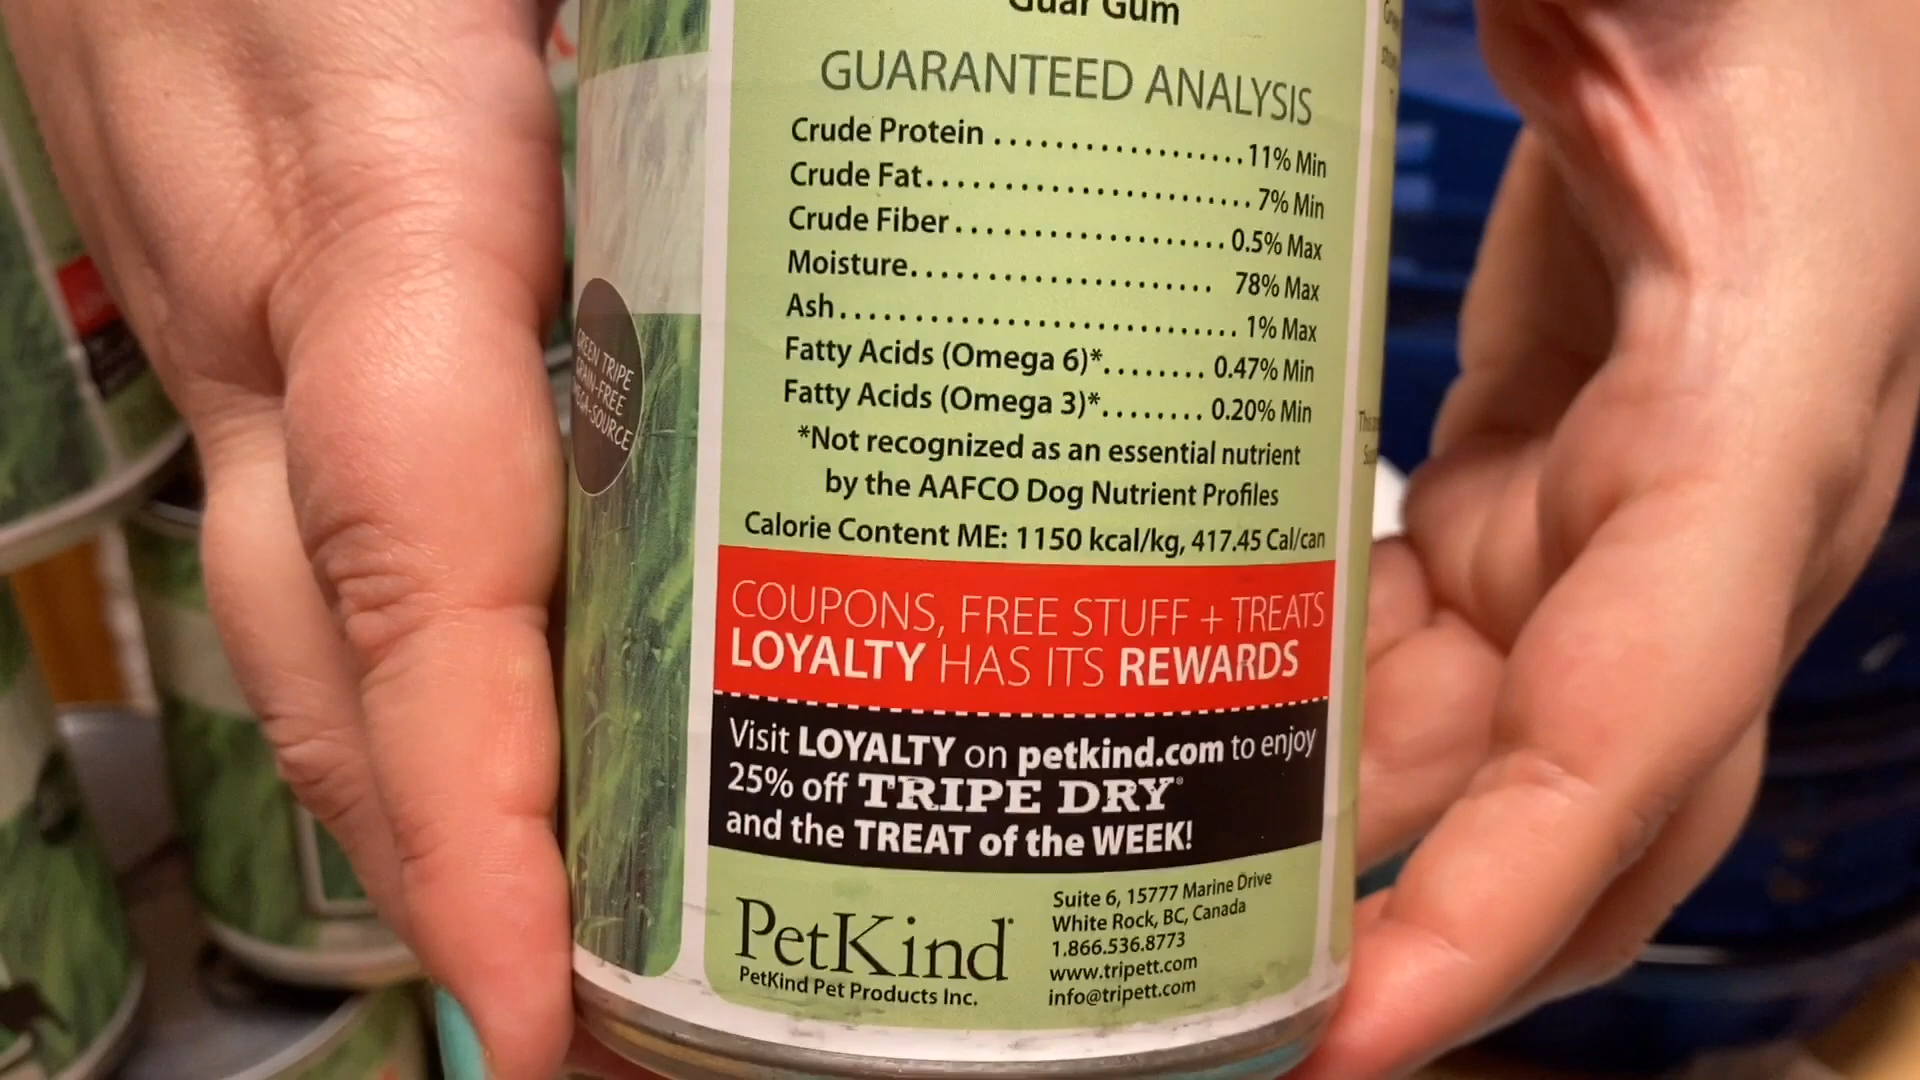 Guar Gum
GUARANTEED ANALYSIS
Crude Protein ................. 11% Min
Crude Fat......................... 7% Min
Crude Fiber..................... 0.5% Max
Moisture........................ 78% Max
Ash................................ 1% Max
Fatty Acids (Omega 6)*........ 0.47% Min
Fatty Acids (Omega 3)*........ 0.20% Min
*Not recognized as an essential nutrient
by the AAFCO Dog Nutrient Profiles
Calorie Content ME: 1150 kcal/kg, 417.45 Cal/can
COUPONS, FREE STUFF + TREATS
LOYALTY HAS ITS REWARDS
Visit LOYALTY on petkind.com to enjoy
25% off TRIPE DRY®
and the TREAT of the WEEK!
PetKind®
PetKind Pet Products Inc.
Suite 6, 15777 Marine Drive
White Rock, BC, Canada
1.866.536.8773
www.tripett.com
info@tripett.com
GREEN TRIPE
GRAIN-FREE
-SOURCE